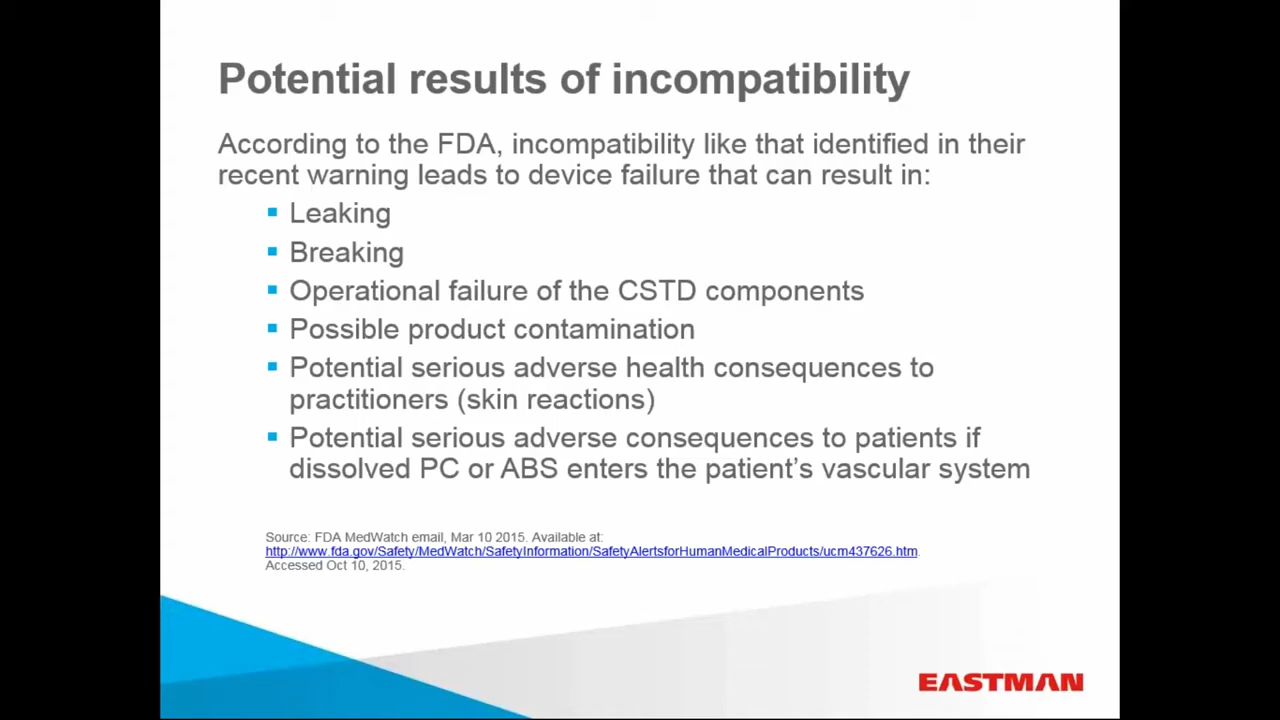 Potential results of incompatibility
According to the FDA, incompatibility like that identified in their
recent warning leads to device failure that can result in:
Leaking
Breaking
Operational failure of the CSTD components
Possible product contamination
Potential serious adverse health consequences to
practitioners (skin reactions)
Potential serious adverse consequences to patients if
dissolved PC or ABS enters the patient’s vascular system
Source: FDA MedWatch email, Mar 10 2015. Available at:
http://www.fda.gov/Safety/MedWatch/SafetyInformation/SafetyAlertsforHumanMedicalProducts/ucm437626.htm.
Accessed Oct 10, 2015.
EASTMAN